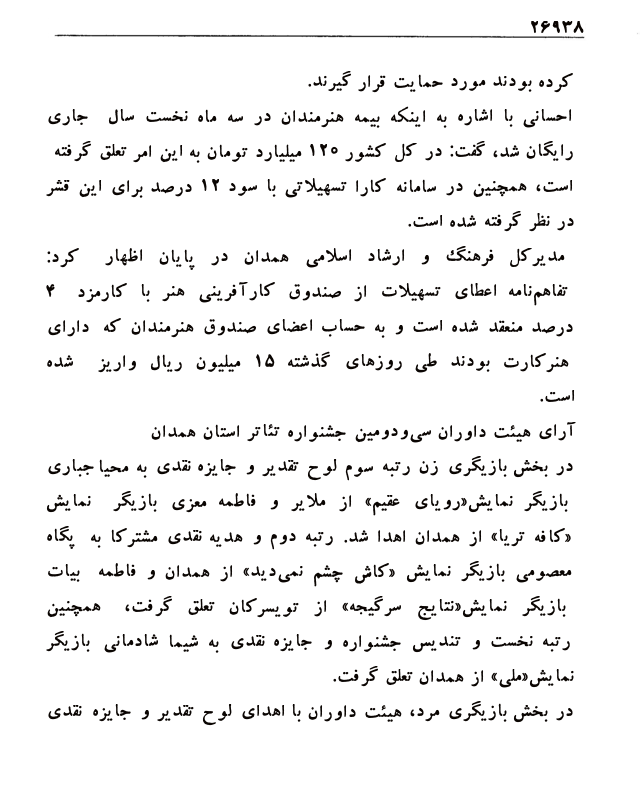 ۲۶۹۳۸
کرده بودند مورد حمایت قرار گیرند.
احسانی با اشاره به اینکه بیمه هنرمندان در سه ماه نخست سال جاری
رایگان شد، گفت: در کل کشور ۱۲۰ میلیارد تومان به این امر تعلق گرفته
است، همچنین در سامانه کارا تسهیلاتی با سود ۱۲ درصد برای این قشر
در نظر گرفته شده است.
مدیرکل فرهنگ و ارشاد اسلامی همدان در پایان اظهار کرد:
تفاهم‌نامه اعطای تسهیلات از صندوق کارآفرینی هنر با کارمزد ۴
درصد منعقد شده است و به حساب اعضای صندوق هنرمندان که دارای
هنرکارت بودند طی روزهای گذشته ۱۵ میلیون ریال واریز شده
است.
آرای هیئت داوران سی‌ودومین جشنواره تئاتر استان همدان
در بخش بازیگری زن رتبه سوم لوح تقدیر و جایزه نقدی به محیا جباری
بازیگر نمایش«رویای عقیم» از ملایر و فاطمه معزی بازیگر نمایش
«کافه تریا» از همدان اهدا شد. رتبه دوم و هدیه نقدی مشترکا به پگاه
معصومی بازیگر نمایش «کاش چشم نمی‌دید» از همدان و فاطمه بیات
بازیگر نمایش«نتایج سرگیجه» از تویسرکان تعلق گرفت، همچنین
رتبه نخست و تندیس جشنواره و جایزه نقدی به شیما شادمانی بازیگر
نمایش«ملی» از همدان تعلق گرفت.
در بخش بازیگری مرد، هیئت داوران با اهدای لوح تقدیر و جایزه نقدی